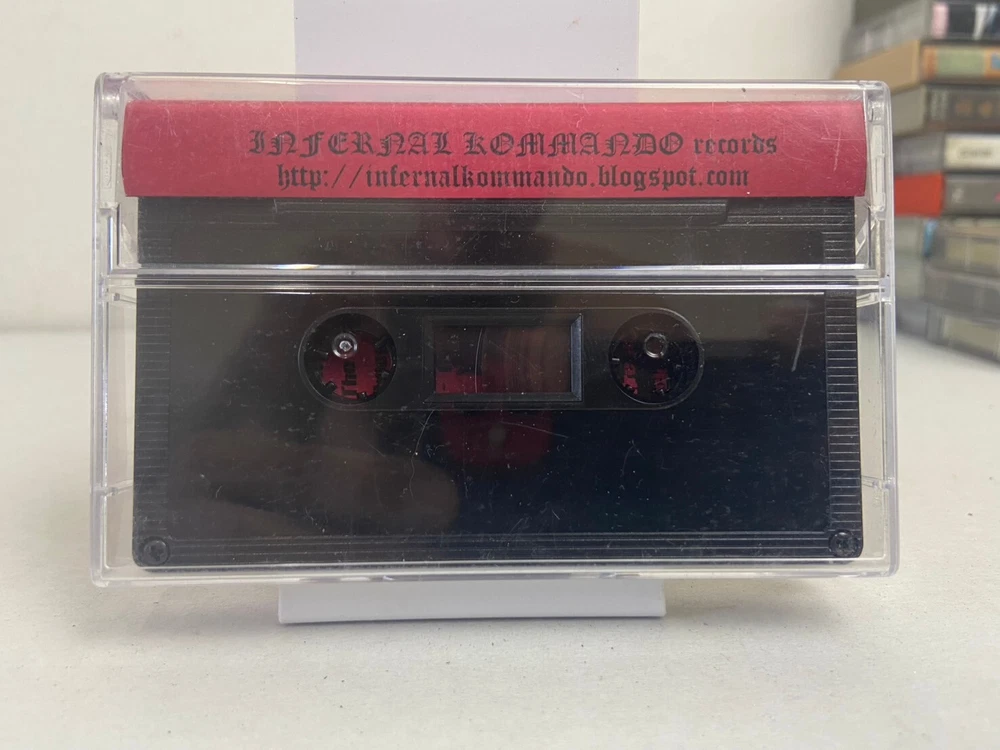 INFERNAL KOMMANDO records
http://infernalkommando.blogspot.com